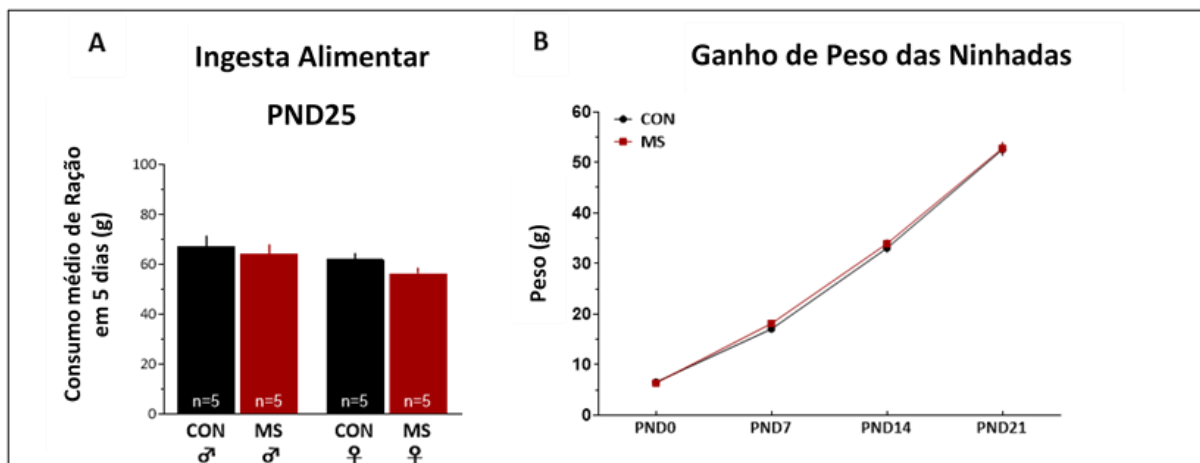 A
Ingesta Alimentar
PND25
Consumo médio de Ração
em 5 dias (g)
100
80
60
40
20
0
n=5 n=5 n=5 n=5
CON MS CON MS
♂ ♂ ♀ ♀
B
Ganho de Peso das Ninhadas
CON
MS
Peso (g)
60
50
40
30
20
10
0
PND0 PND7 PND14 PND21